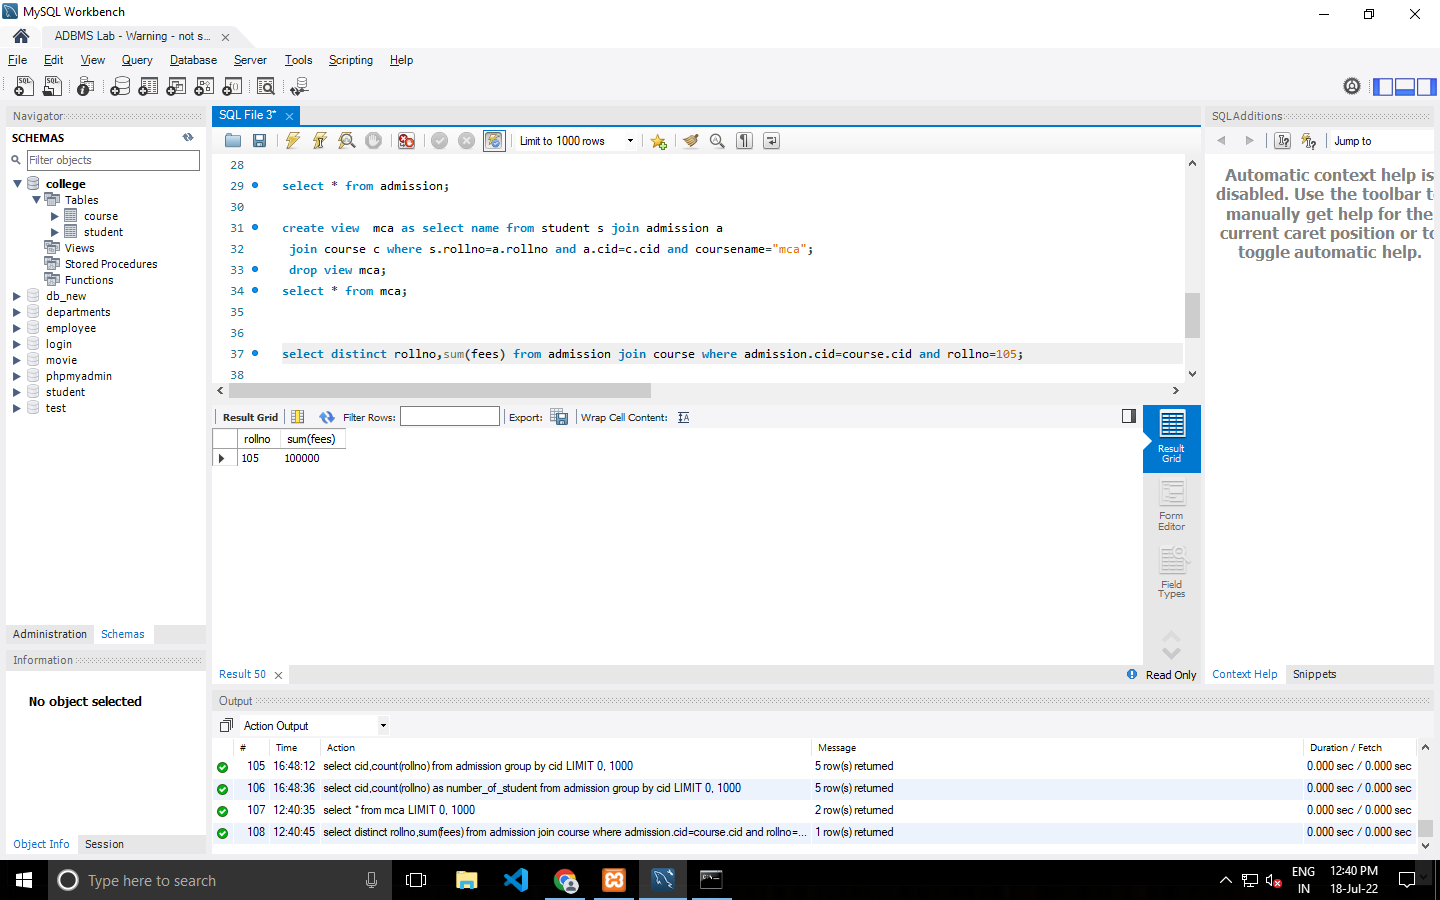 MySQL Workbench
ADBMS Lab - Warning - not s...
File Edit View Query Database Server Tools Scripting Help
Navigator
SCHEMAS
Filter objects
college
Tables
course
student
Views
Stored Procedures
Functions
db_new
departments
employee
login
movie
phpmyadmin
student
test
Administration Schemas
Information
No object selected
Object Info Session
SQL File 3*
Limit to 1000 rows
28
29 select * from admission;
30
31 create view  mca as select name from student s join admission a
32 join course c where s.rollno=a.rollno and a.cid=c.cid and coursename="mca";
33 drop view mca;
34 select * from mca;
35
36
37 select distinct rollno,sum(fees) from admission join course where admission.cid=course.cid and rollno=105;
38
Result Grid Filter Rows: Export: Wrap Cell Content:
rollno sum(fees)
105 100000
Result Grid
Form Editor
Field Types
Result 50
Read Only
SQLAdditions
Jump to
Automatic context help is
disabled. Use the toolbar t
manually get help for the
current caret position or to
toggle automatic help.
Context Help Snippets
Output
Action Output
# Time Action Message Duration / Fetch
105 16:48:12 select cid,count(rollno) from admission group by cid LIMIT 0, 1000 5 row(s) returned 0.000 sec / 0.000 sec
106 16:48:36 select cid,count(rollno) as number_of_student from admission group by cid LIMIT 0, 1000 5 row(s) returned 0.000 sec / 0.000 sec
107 12:40:35 select * from mca LIMIT 0, 1000 2 row(s) returned 0.000 sec / 0.000 sec
108 12:40:45 select distinct rollno,sum(fees) from admission join course where admission.cid=course.cid and rollno=... 1 row(s) returned 0.000 sec / 0.000 sec
Type here to search
ENG
IN
12:40 PM
18-Jul-22